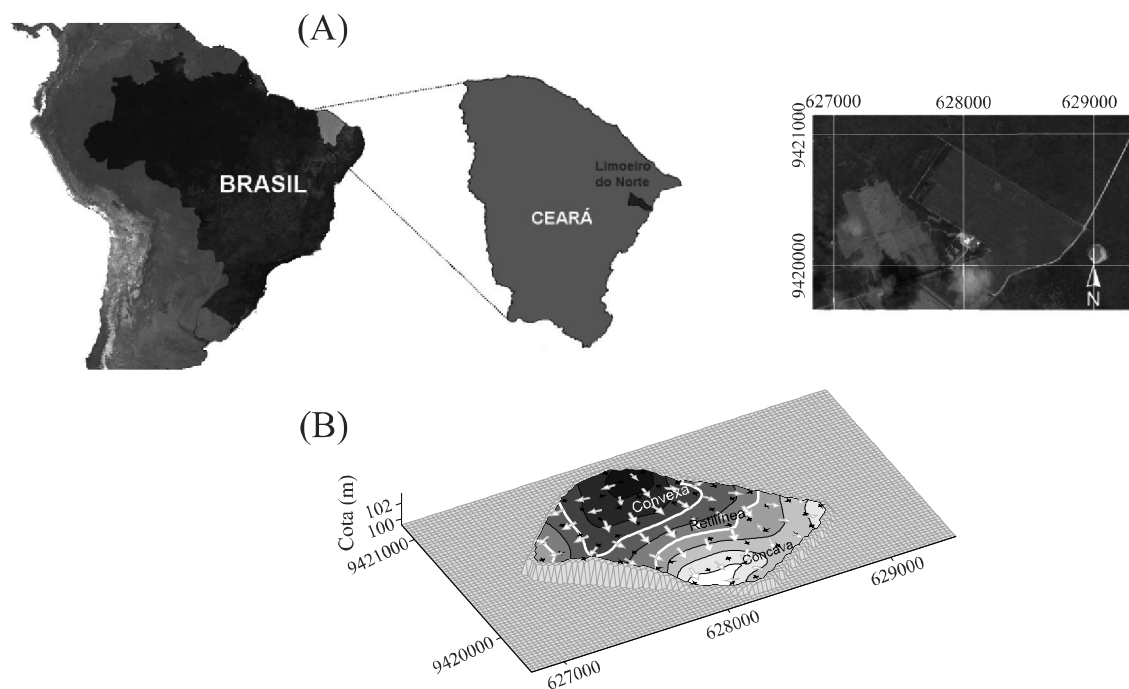 (A)
BRASIL
Limoeiro
do Norte
CEARÁ
627000
628000
629000
9421000
9420000
N
(B)
Cota (m)
102
100
9421000
9420000
627000
628000
629000
Convexa
Retilínea
Concava